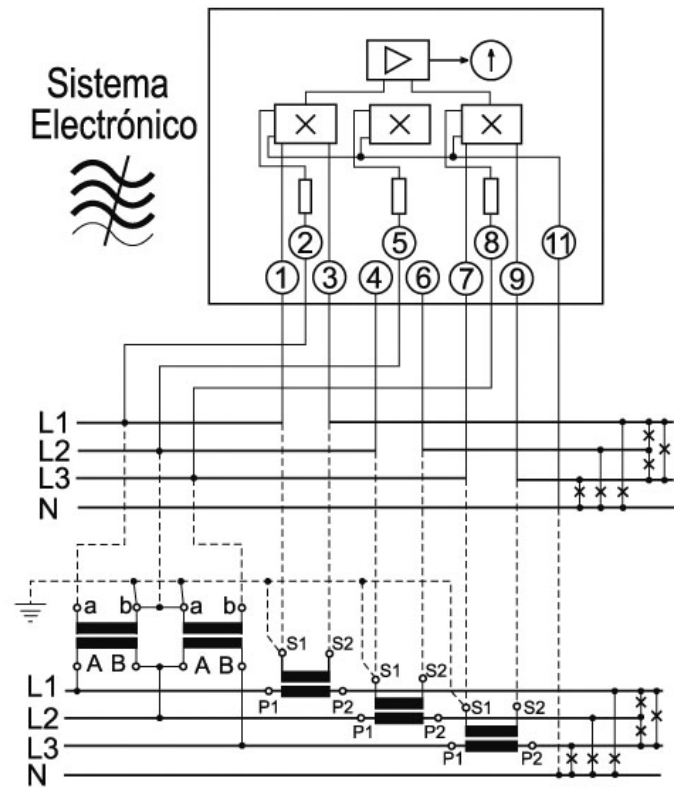 Sistema
Electrónico
2 5 8 11
1 3 4 6 7 9
L1
L2
L3
N
a b a b
A B A B
S1 S2
S1 S2
S1 S2
L1
P1 P2
L2
P1 P2
L3
P1 P2
N